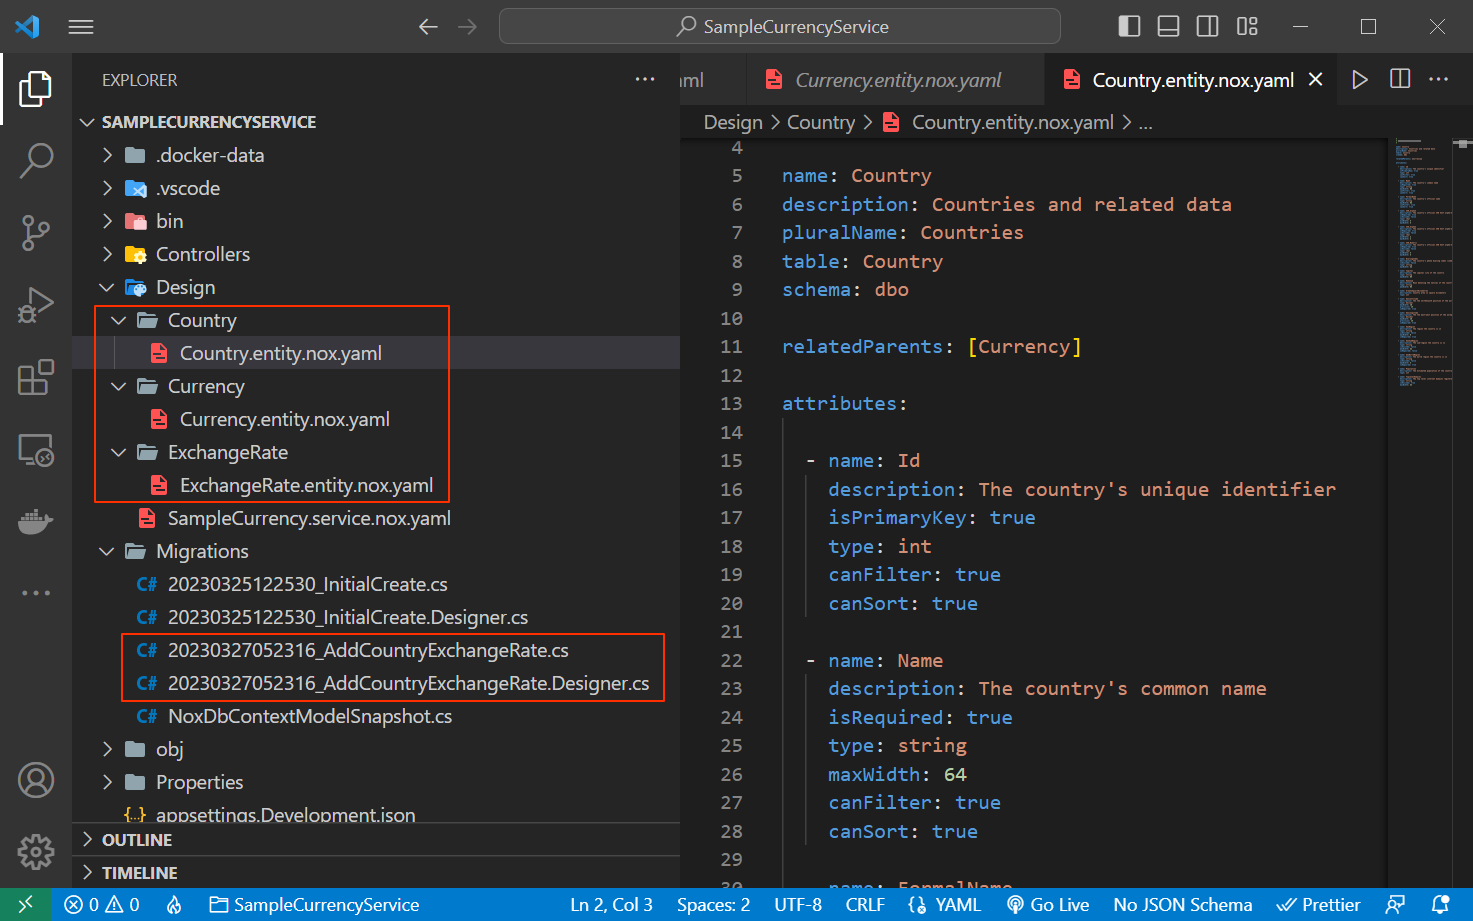 SampleCurrencyService
EXPLORER
SAMPLECURRENCYSERVICE
.docker-data
.vscode
bin
Controllers
Design
Country
Country.entity.nox.yaml
Currency
Currency.entity.nox.yaml
ExchangeRate
ExchangeRate.entity.nox.yaml
SampleCurrency.service.nox.yaml
Migrations
C# 20230325122530_InitialCreate.cs
C# 20230325122530_InitialCreate.Designer.cs
C# 20230327052316_AddCountryExchangeRate.cs
C# 20230327052316_AddCountryExchangeRate.Designer.cs
C# NoxDbContextModelSnapshot.cs
obj
Properties
{..} appsettings.Development.json
OUTLINE
TIMELINE
aml Currency.entity.nox.yaml Country.entity.nox.yaml
Design > Country > Country.entity.nox.yaml > ...
4
5 name: Country
6 description: Countries and related data
7 pluralName: Countries
8 table: Country
9 schema: dbo
10
11 relatedParents: [Currency]
12
13 attributes:
14
15 - name: Id
16 description: The country's unique identifier
17 isPrimaryKey: true
18 type: int
19 canFilter: true
20 canSort: true
21
22 - name: Name
23 description: The country's common name
24 isRequired: true
25 type: string
26 maxWidth: 64
27 canFilter: true
28 canSort: true
29
30 - name: FormalName
0 0 SampleCurrencyService Ln 2, Col 3 Spaces: 2 UTF-8 CRLF YAML Go Live No JSON Schema Prettier